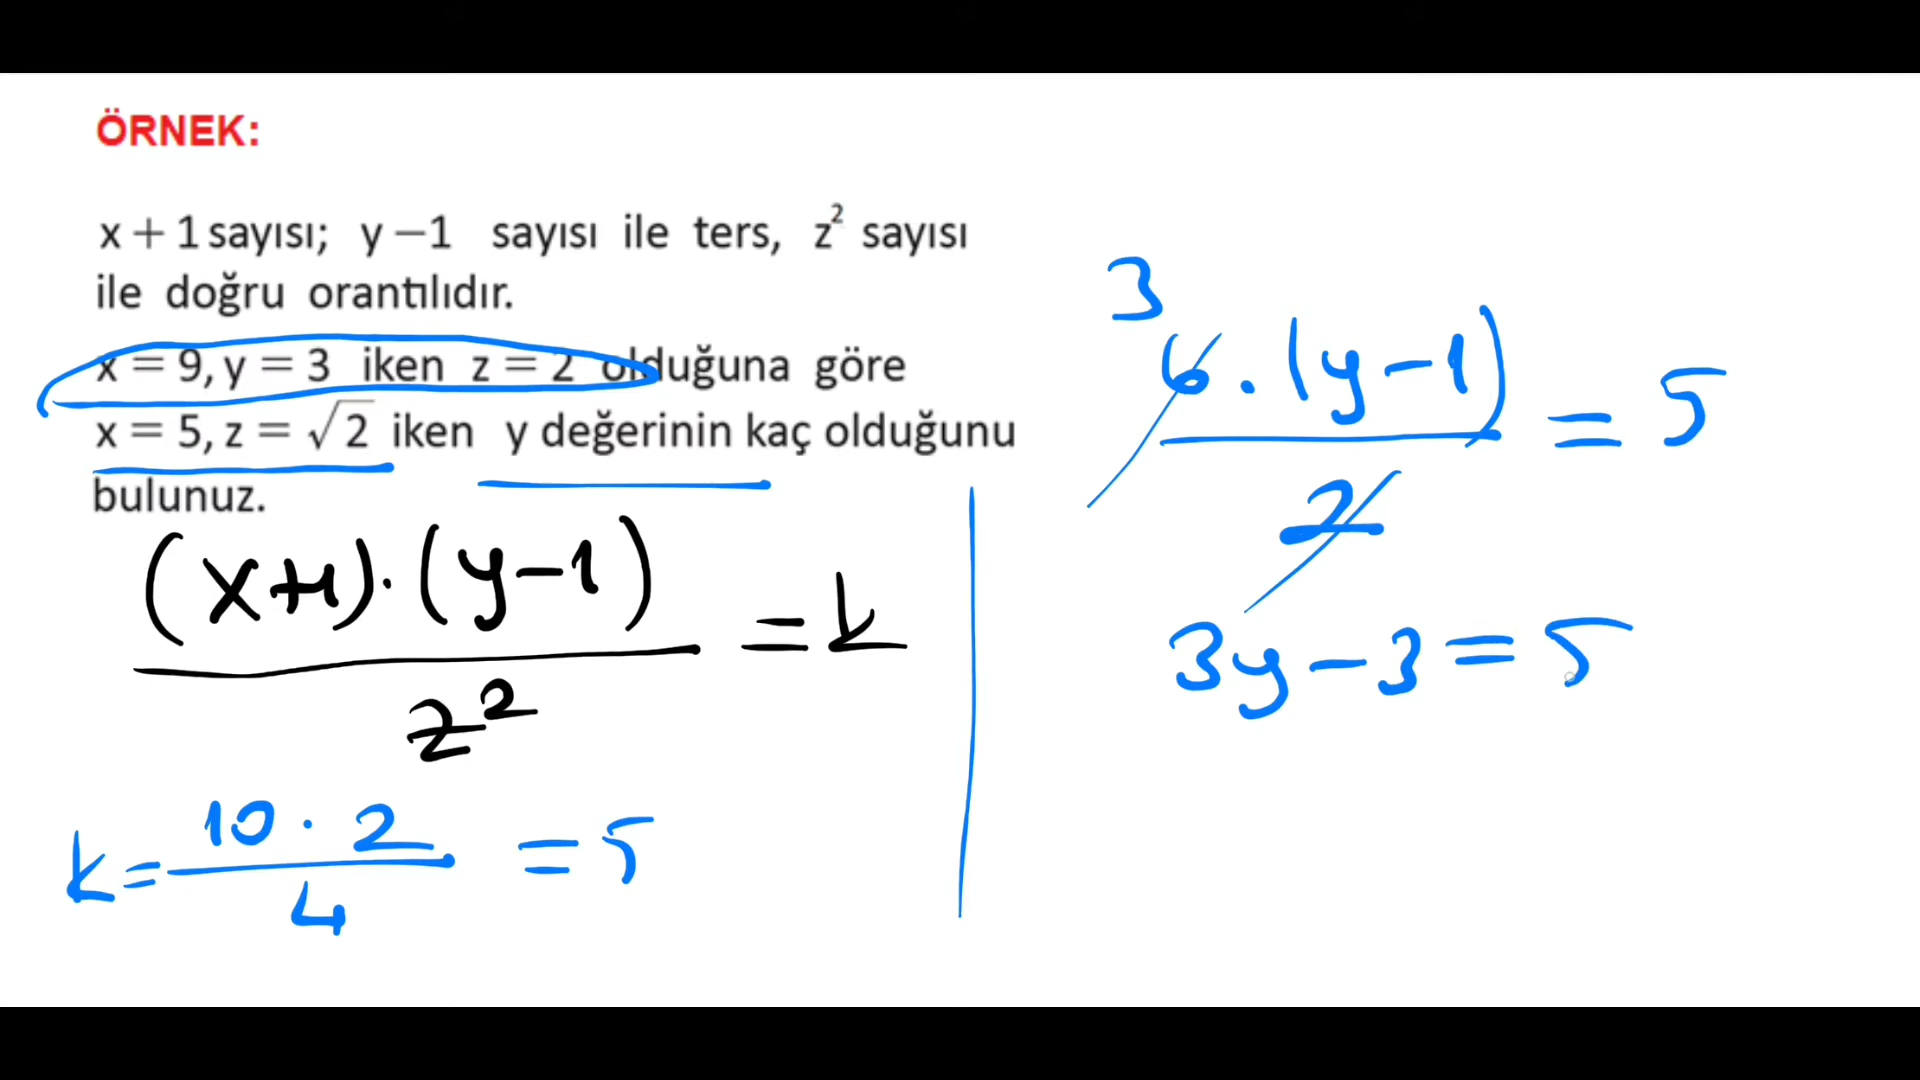 ÖRNEK:
x + 1 sayısı; y − 1 sayısı ile ters, z² sayısı
ile doğru orantılıdır.
x = 9, y = 3 iken z = 2 olduğuna göre
x = 5, z = √2 iken y değerinin kaç olduğunu
bulunuz.
(x+1)·(y−1)
/ z² = k
k = 10 · 2 / 4 = 5
3
6 · (y−1) / 2 = 5
3y − 3 = 5